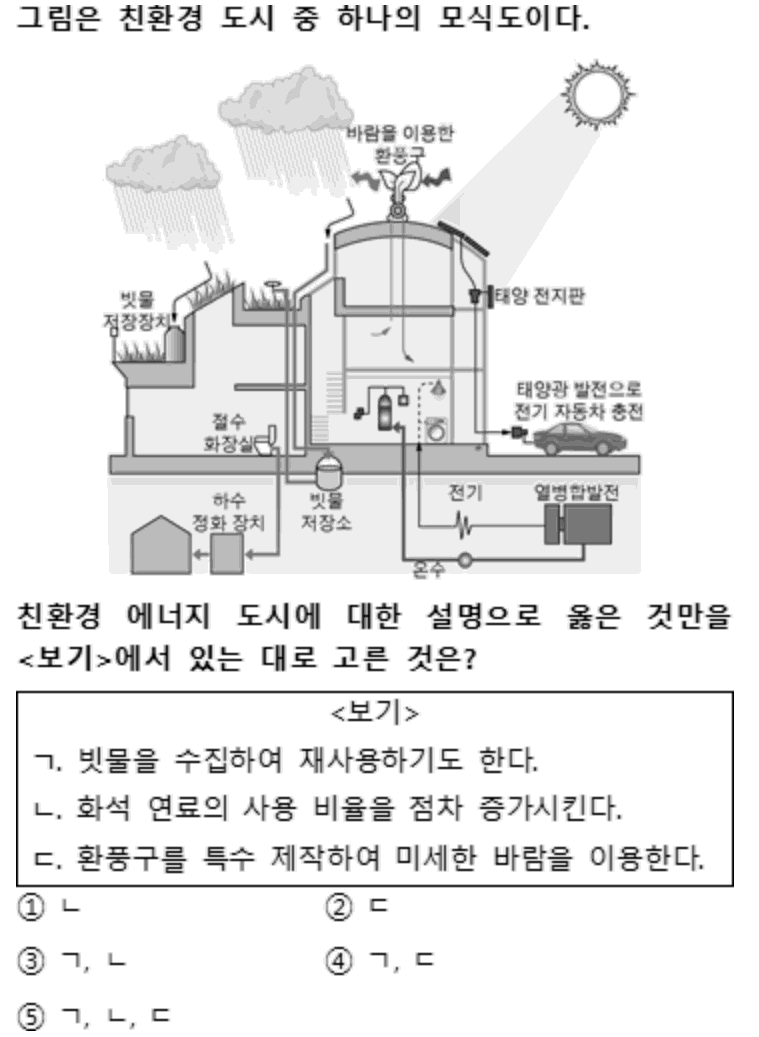 그림은 친환경 도시 중 하나의 모식도이다.
바람을 이용한
환풍구
빗물
저장장치
태양 전지판
태양광 발전으로
전기 자동차 충전
절수
화장실
하수
정화 장치
빗물
저장소
전기
열병합발전
온수
친환경 에너지 도시에 대한 설명으로 옳은 것만을
<보기>에서 있는 대로 고른 것은?
<보기>
ㄱ. 빗물을 수집하여 재사용하기도 한다.
ㄴ. 화석 연료의 사용 비율을 점차 증가시킨다.
ㄷ. 환풍구를 특수 제작하여 미세한 바람을 이용한다.
① ㄴ ② ㄷ
③ ㄱ, ㄴ ④ ㄱ, ㄷ
⑤ ㄱ, ㄴ, ㄷ